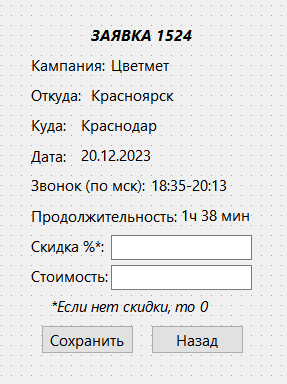 ЗАЯВКА 1524
Кампания: Цветмет
Откуда: Красноярск
Куда: Краснодар
Дата: 20.12.2023
Звонок (по мск): 18:35-20:13
Продолжительность: 1ч 38 мин
Скидка %*:
Стоимость:
*Если нет скидки, то 0
Сохранить Назад